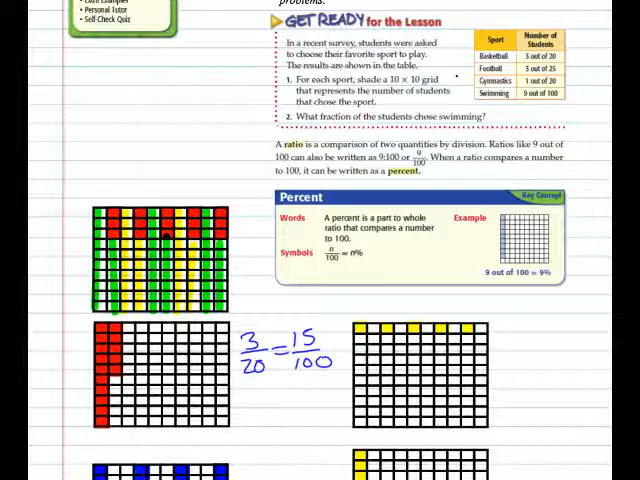 Extra Examples
• Personal Tutor
• Self-Check Quiz
problems.
GET READY for the Lesson
In a recent survey, students were asked
to choose their favorite sport to play.
The results are shown in the table.
1. For each sport, shade a 10 × 10 grid
that represents the number of students
that chose the sport.
2. What fraction of the students chose swimming?
Sport Number of Students
Basketball 3 out of 20
Football 3 out of 25
Gymnastics 1 out of 20
Swimming 9 out of 100
A ratio is a comparison of two quantities by division. Ratios like 9 out of
100 can also be written as 9:100 or 9/100. When a ratio compares a number
to 100, it can be written as a percent.
Percent
Key Concept
Words A percent is a part to whole
ratio that compares a number
to 100.
Symbols n/100 = n%
Example
9 out of 100 = 9%
3/20 = 15/100